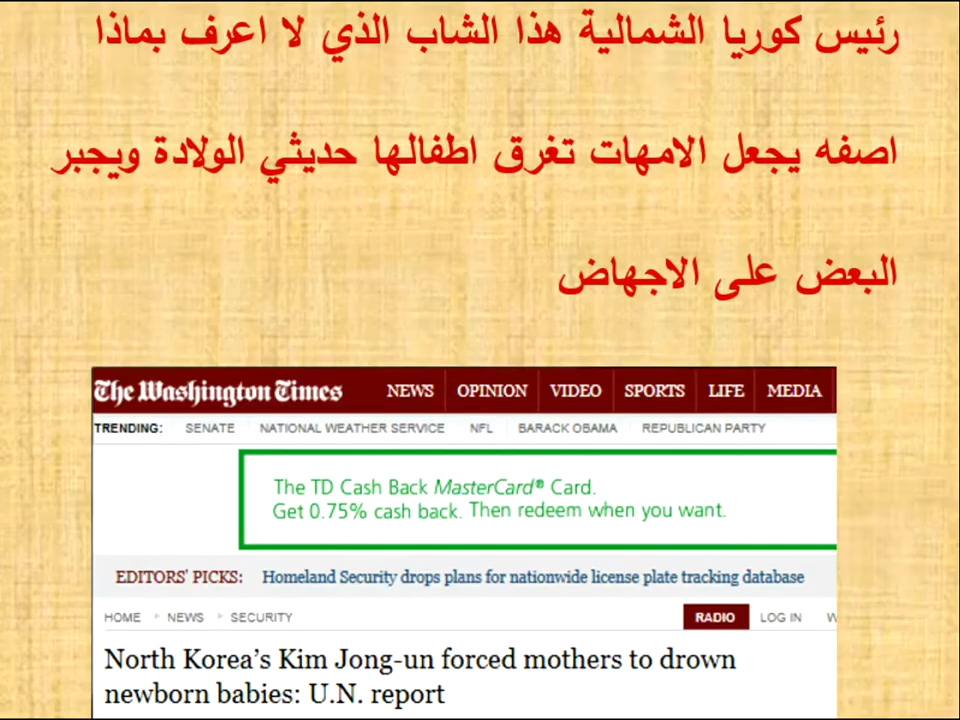 رئيس كوريا الشمالية هذا الشاب الذي لا اعرف بماذا
اصفه يجعل الامهات تغرق اطفالها حديثي الولادة ويجبر
البعض على الاجهاض
The Washington Times NEWS OPINION VIDEO SPORTS LIFE MEDIA
TRENDING: SENATE NATIONAL WEATHER SERVICE NFL BARACK OBAMA REPUBLICAN PARTY
The TD Cash Back MasterCard® Card.
Get 0.75% cash back. Then redeem when you want.
EDITORS' PICKS: Homeland Security drops plans for nationwide license plate tracking database
HOME NEWS SECURITY RADIO LOG IN
North Korea's Kim Jong-un forced mothers to drown
newborn babies: U.N. report